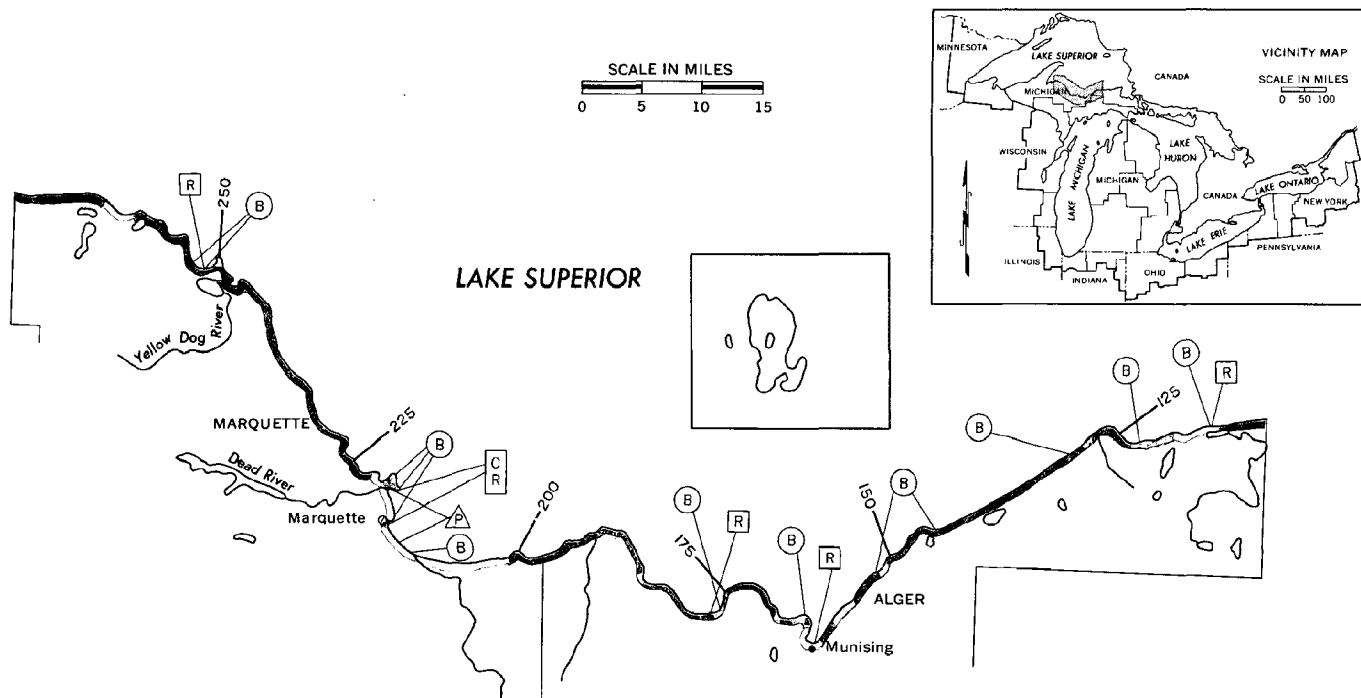 SCALE IN MILES
0 5 10 15
LAKE SUPERIOR
VICINITY MAP
SCALE IN MILES
0 50 100
MINNESOTA
LAKE SUPERIOR
CANADA
MICHIGAN
WISCONSIN
LAKE MICHIGAN
MICHIGAN
LAKE HURON
CANADA
LAKE ONTARIO
NEW YORK
LAKE ERIE
PENNSYLVANIA
ILLINOIS
INDIANA
OHIO
R
250
B
Yellow Dog River
MARQUETTE
225
B
C
R
Dead River
Marquette
P
B
200
B
R
175
B
R
Munising
150
B
ALGER
B
B
125
B
R